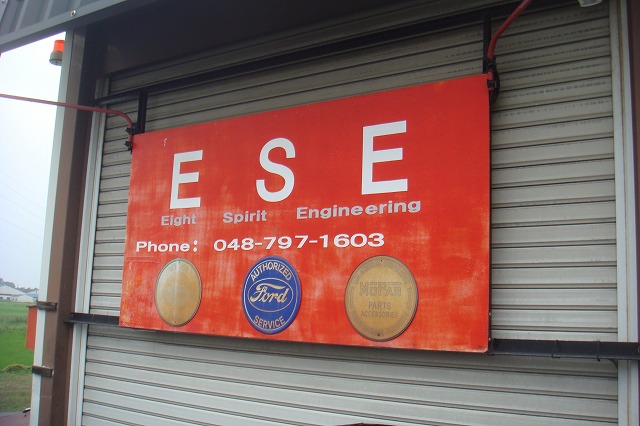 E S E
Eight Spirit Engineering
Phone: 048-797-1603
AUTHORIZED
Ford
SERVICE
MOPAR
PARTS
ACCESSORIES